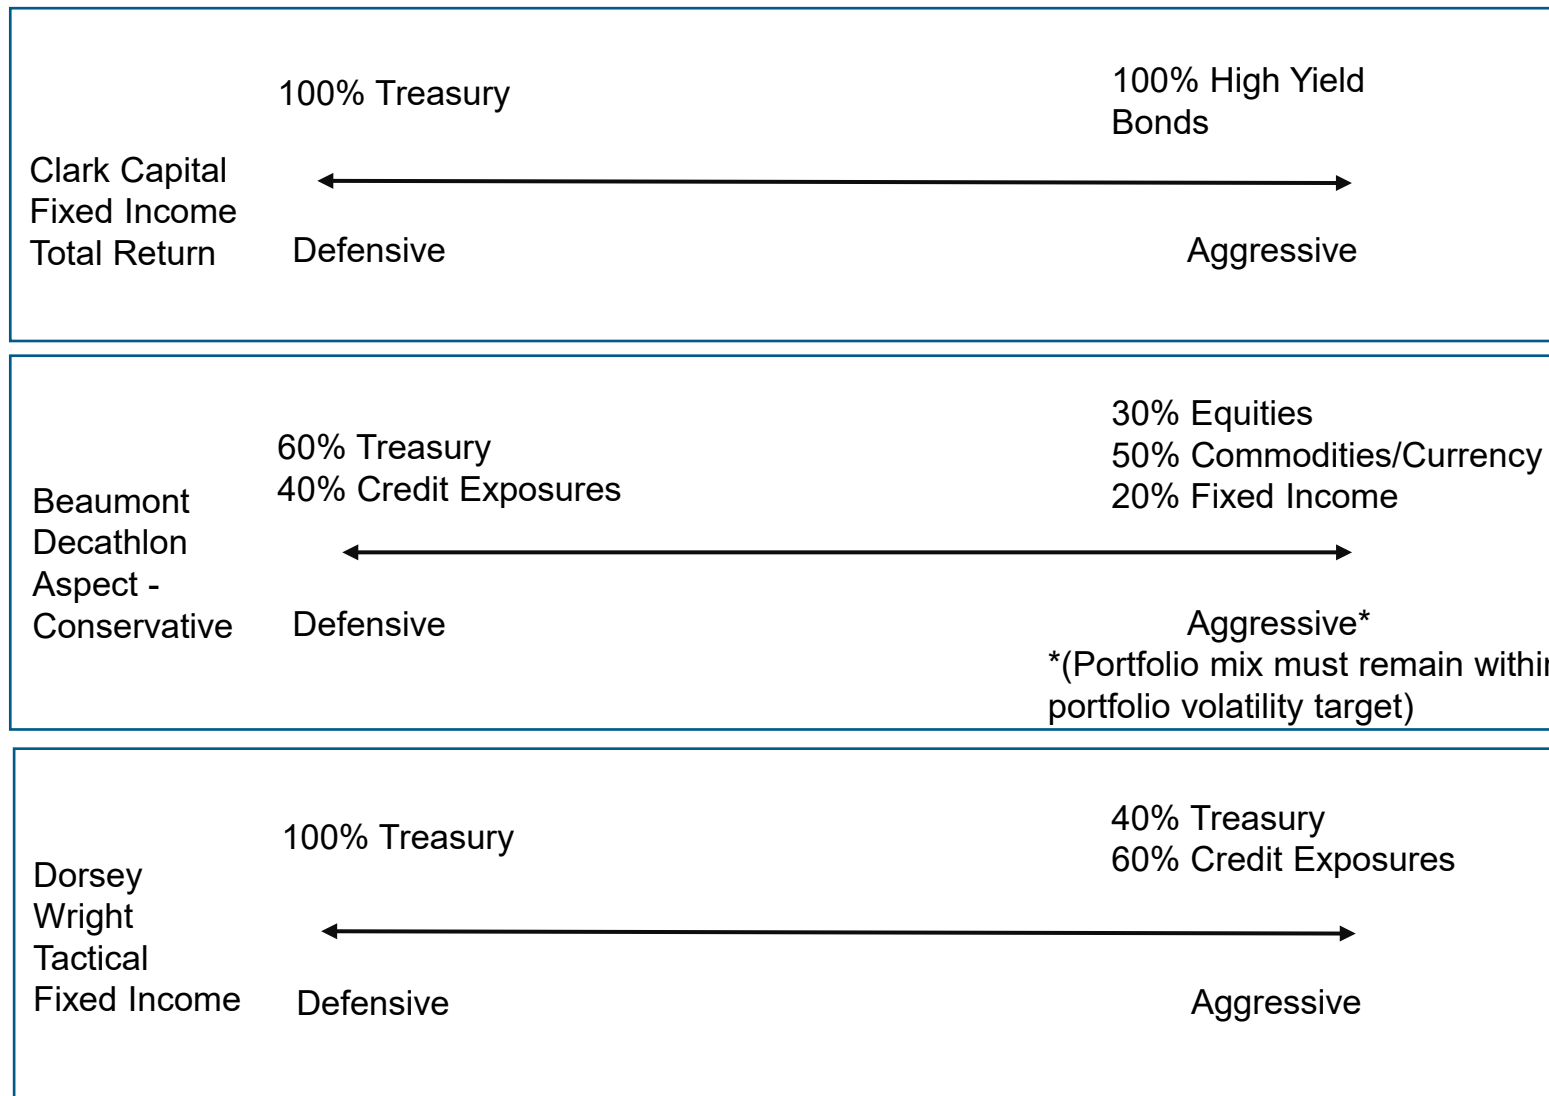 100% Treasury
100% High Yield
Bonds
Clark Capital
Fixed Income
Total Return
Defensive
Aggressive
60% Treasury
40% Credit Exposures
30% Equities
50% Commodities/Currency
20% Fixed Income
Beaumont
Decathlon
Aspect -
Conservative
Defensive
Aggressive*
*(Portfolio mix must remain
portfolio volatility target)
100% Treasury
40% Treasury
60% Credit Exposures
Dorsey
Wright
Tactical
Fixed Income
Defensive
Aggressive